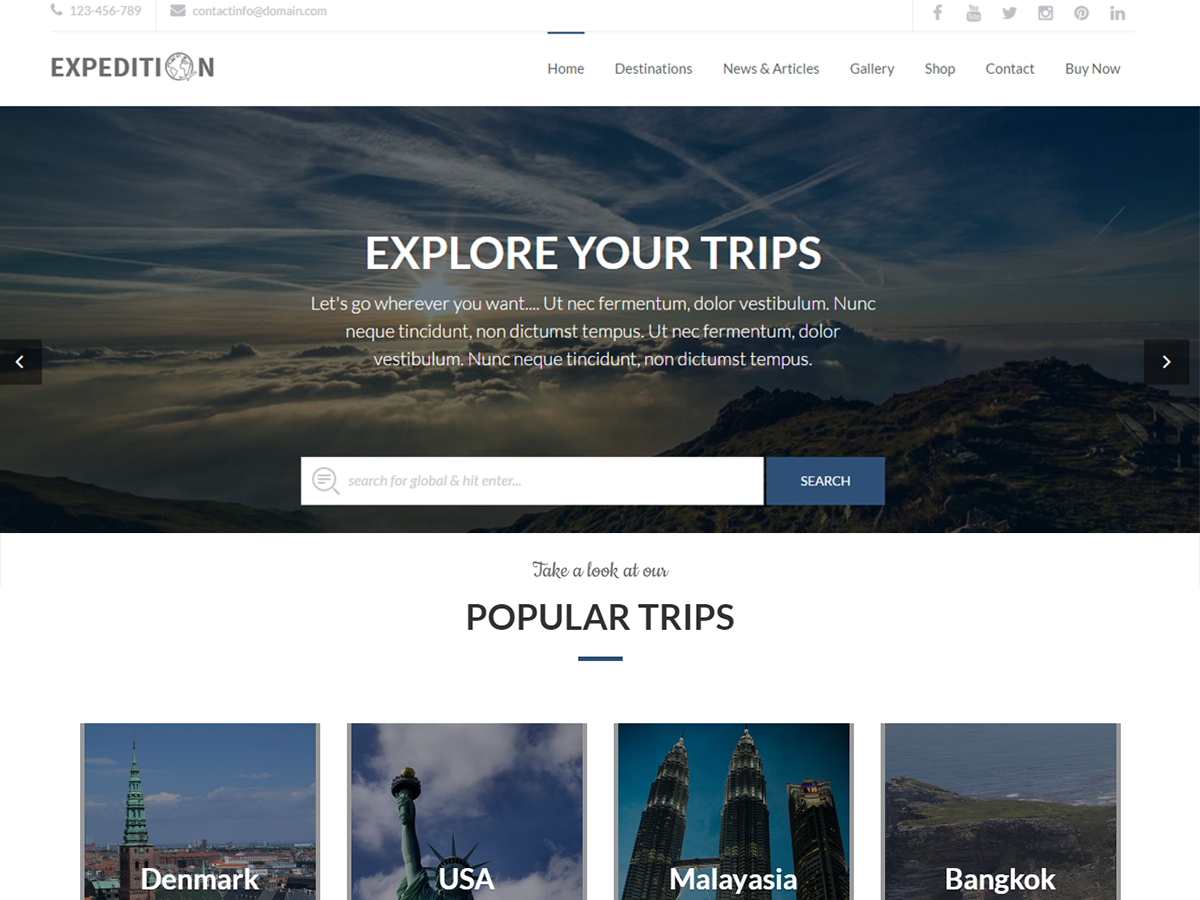 123-456-789
contactinfo@domain.com
EXPEDITION
Home
Destinations
News & Articles
Gallery
Shop
Contact
Buy Now
EXPLORE YOUR TRIPS
Let's go wherever you want.... Ut nec fermentum, dolor vestibulum. Nunc
neque tincidunt, non dictumst tempus. Ut nec fermentum, dolor
vestibulum. Nunc neque tincidunt, non dictumst tempus.
search for global & hit enter...
SEARCH
Take a look at our
POPULAR TRIPS
Denmark
USA
Malayasia
Bangkok